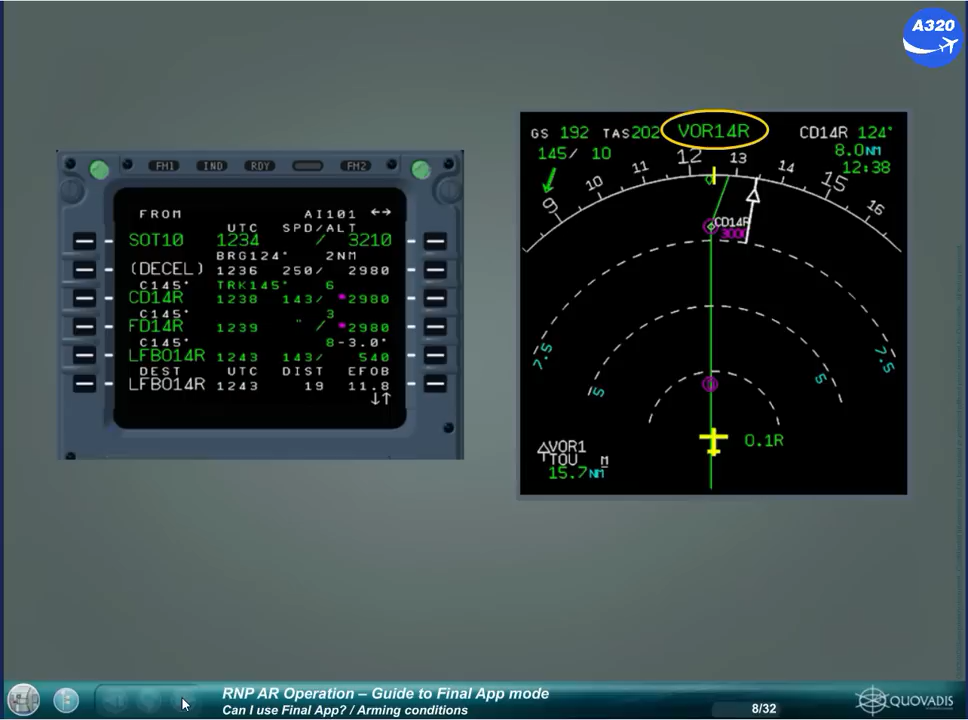 A320
FM1 IND RDY FM2
FROM AI101 ↔
UTC SPD/ALT
SOT10 1234 / 3210
BRG124° 2NM
(DECEL) 1236 250/ 2980
C145° TRK145° 6
CD14R 1238 143/ *2980
C145° 3
FD14R 1239 " / *2980
C145° 8-3.0°
LFBO14R 1243 143/ 540
DEST UTC DIST EFOB
LFBO14R 1243 19 11.8
↓↑
GS 192 TAS202 VOR14R CD14R 124°
145/ 10 8.0NM
12:38
9 10 11 12 13 14 15 16
CD14R
3000
7.5 7.5
5 5
0.1R
VOR1
TOU M
15.7NM
RNP AR Operation – Guide to Final App mode
Can I use Final App? / Arming conditions
8/32
QUOVADIS